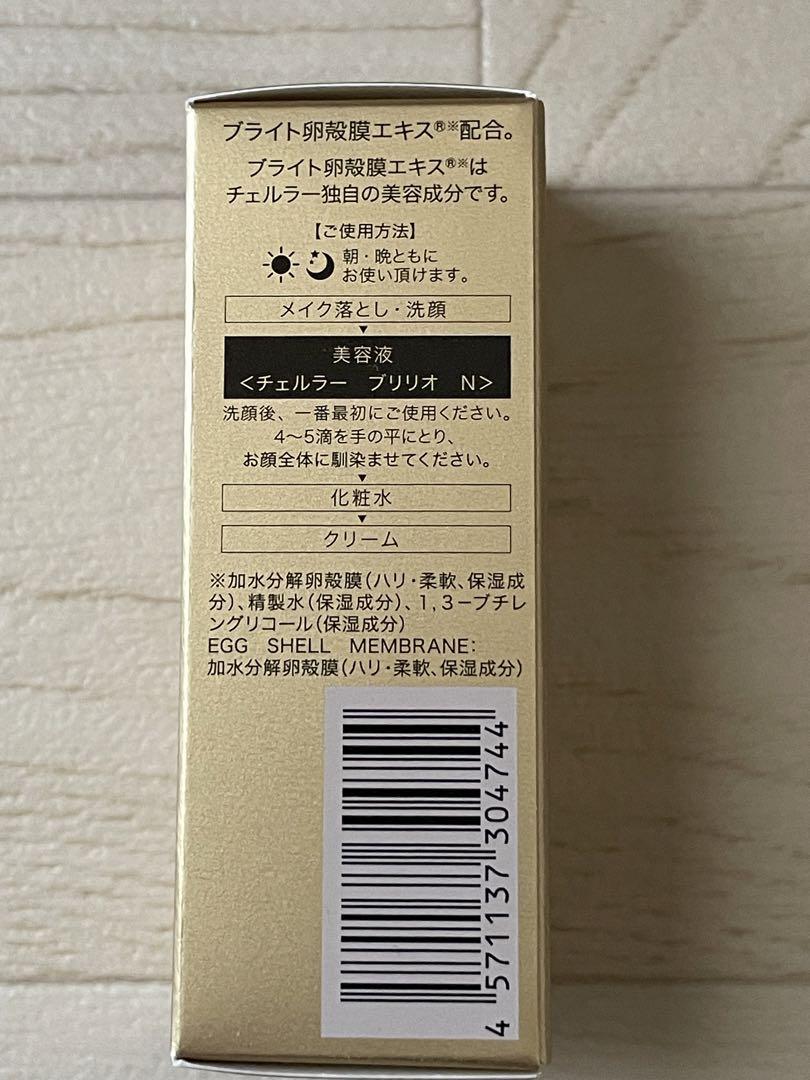 ブライト卵殻膜エキス®※配合。
ブライト卵殻膜エキス®※は
チェルラー独自の美容成分です。
【ご使用方法】
朝・晩ともに
お使い頂けます。
メイク落とし・洗顔
美容液
＜チェルラー　ブリリオ　N＞
洗顔後、一番最初にご使用ください。
4〜5滴を手の平にとり、
お顔全体に馴染ませてください。
化粧水
クリーム
※加水分解卵殻膜（ハリ・柔軟、保湿成
分）、精製水（保湿成分）、1,3−ブチレ
ングリコール（保湿成分）
EGG　SHELL　MEMBRANE：
加水分解卵殻膜（ハリ・柔軟、保湿成分）
4 571137 304744